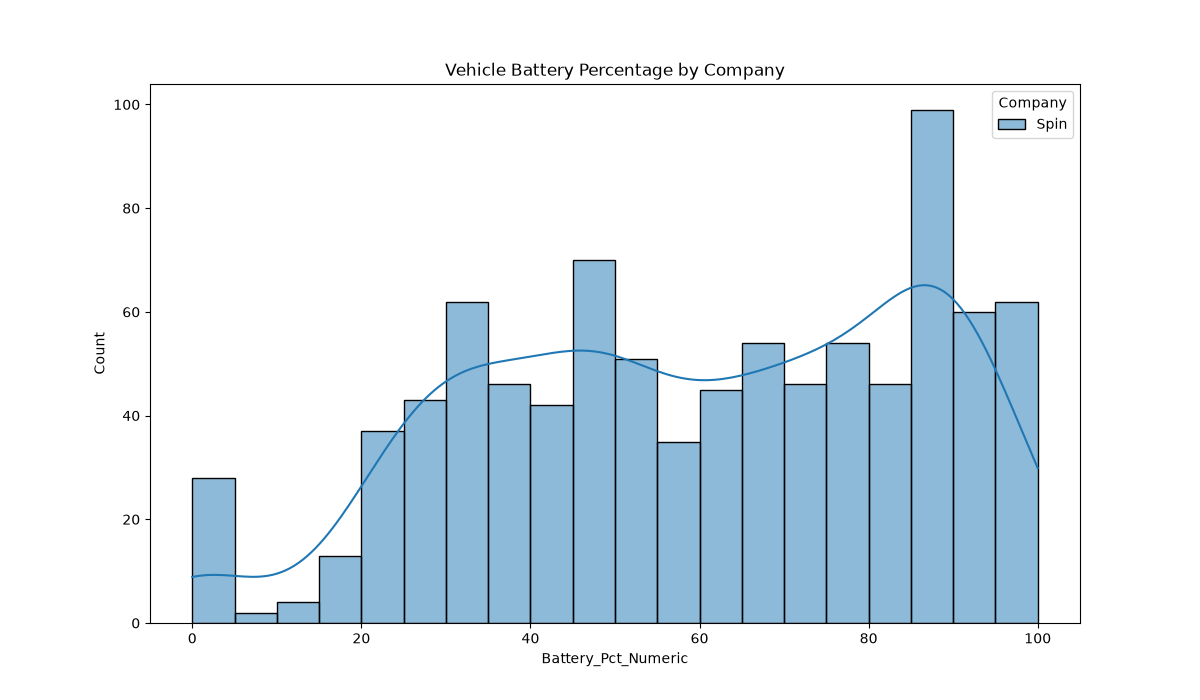 Vehicle Battery Percentage by Company
Company
Spin
Count
100
80
60
40
20
0
0 20 40 60 80 100
Battery_Pct_Numeric